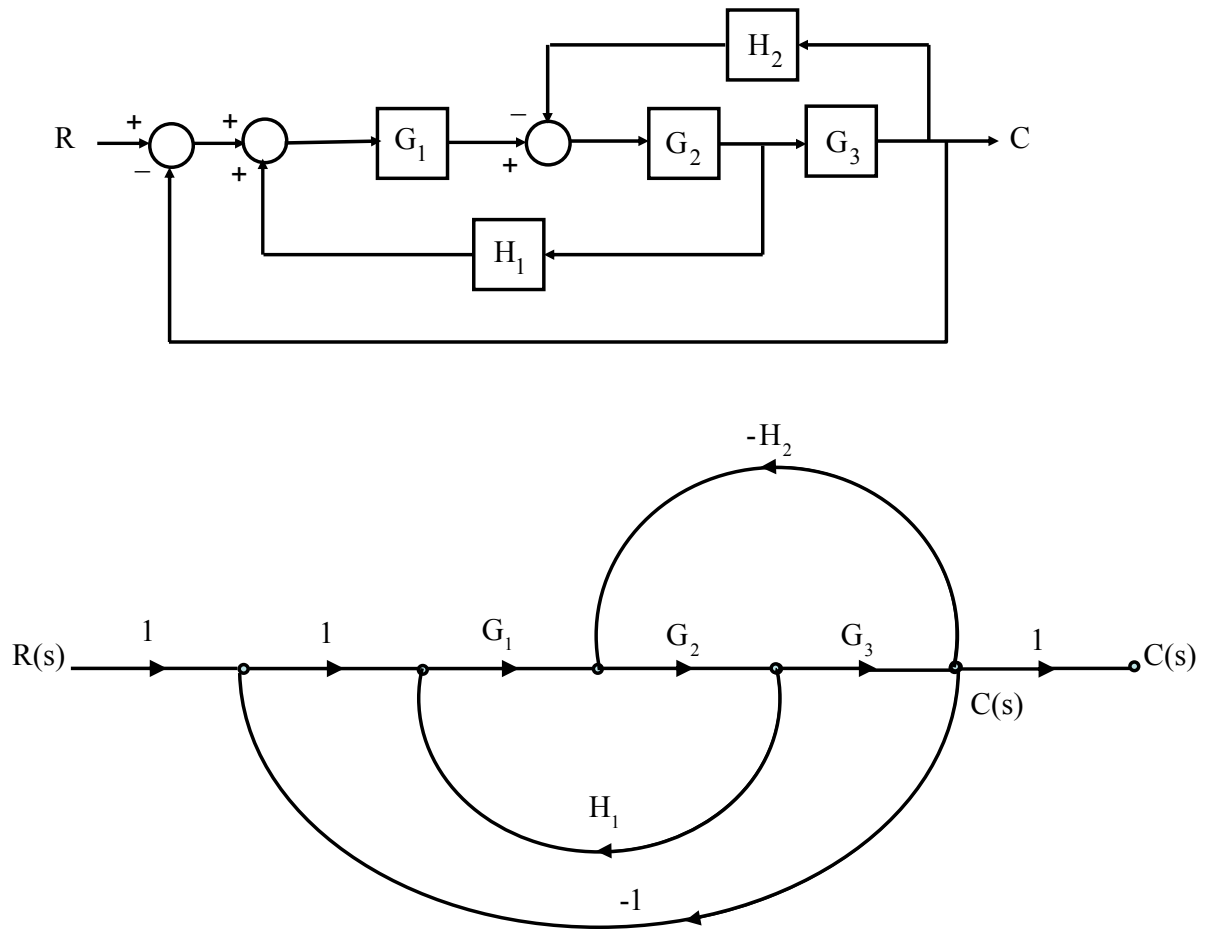 H₂
+ + −
R G₁ G₂ G₃ C
− + +
H₁
-H₂
1 1 G₁ G₂ G₃ 1
R(s) C(s)
C(s)
H₁
-1